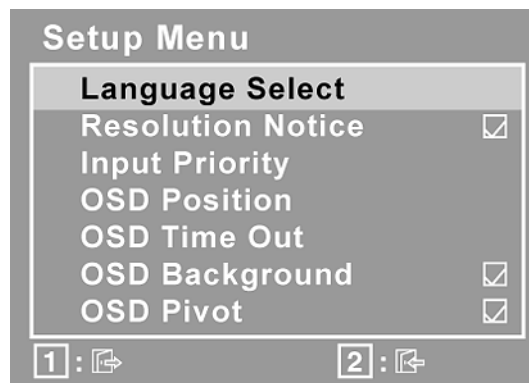 Setup Menu
Language Select
Resolution Notice
Input Priority
OSD Position
OSD Time Out
OSD Background
OSD Pivot
1 : 2 :